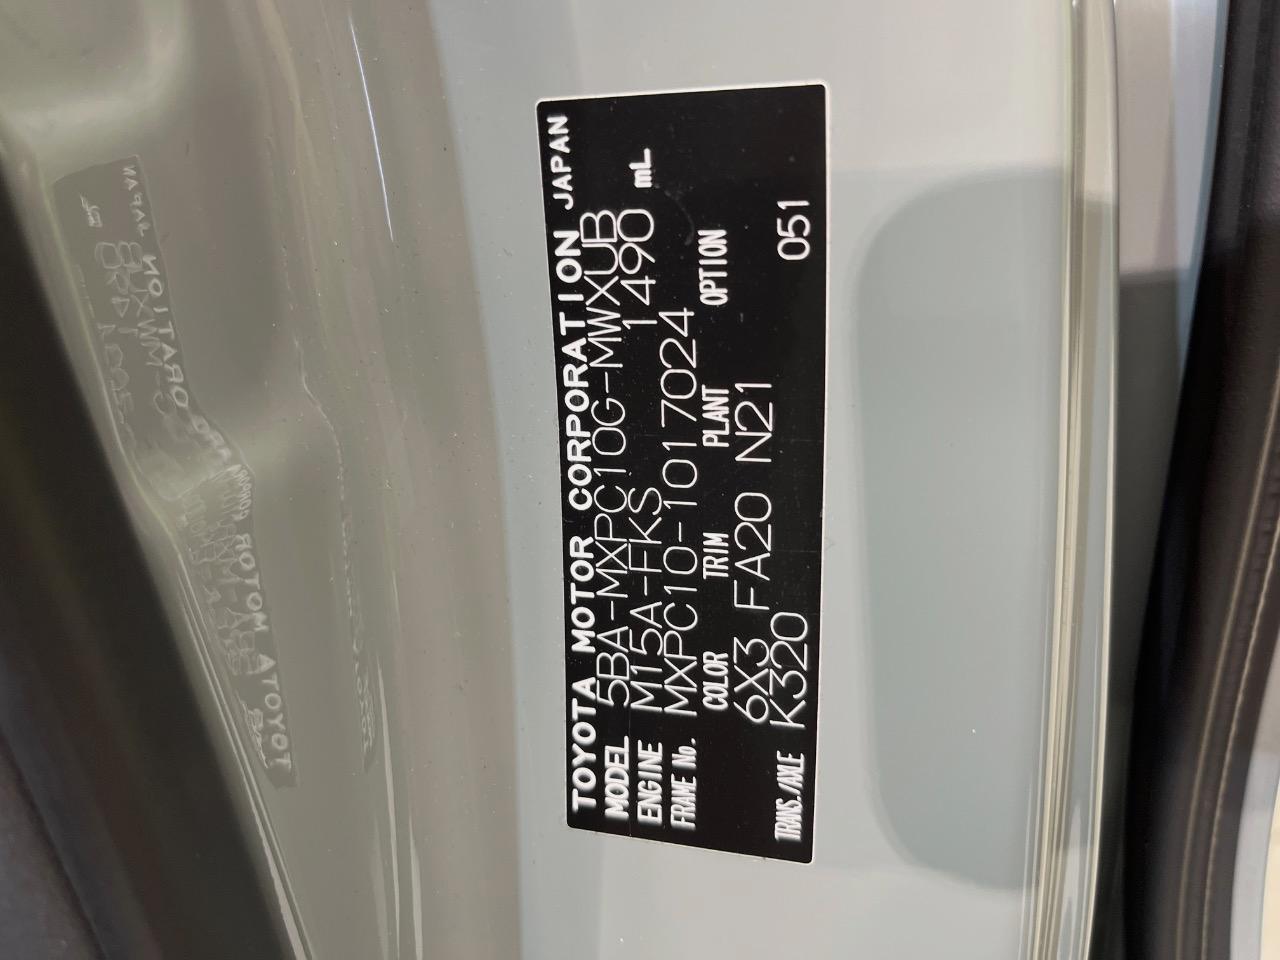 TOYOTA MOTOR CORPORATION JAPAN
MODEL 5BA-MXPC10G-MWXUB
ENGINE M15A-FKS 1490 mL
FRAME No. MXPC10-1017024
COLOR TRIM PLANT OPTION
6X3 FA20 N21
TRANS./AXLE K320 051